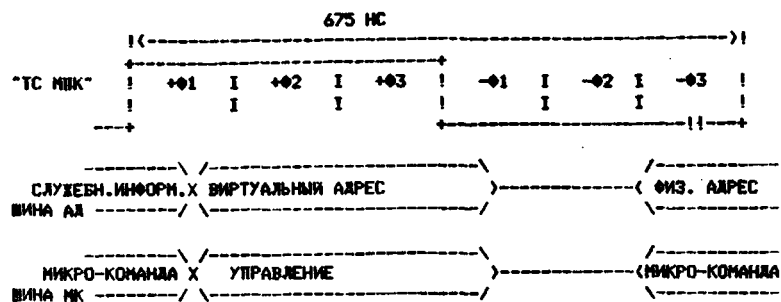 675 НС
"ТС МПК" +Ф1 +Ф2 +Ф3 -Ф1 -Ф2 -Ф3
СЛУЖЕБН.ИНФОРМ. ВИРТУАЛЬНЫЙ АДРЕС ФИЗ. АДРЕС
ШИНА АД
МИКРО-КОМАНДА УПРАВЛЕНИЕ МИКРО-КОМАНДА
ШИНА МК